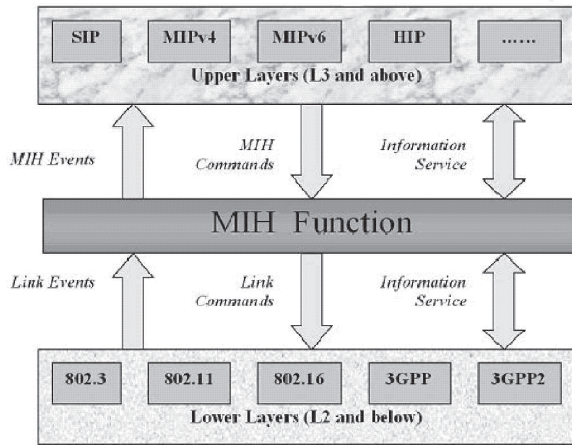 SIP MIPv4 MIPv6 HIP ......
Upper Layers (L3 and above)
MIH Events
MIH
Commands
Information
Service
MIH Function
Link Events
Link
Commands
Information
Service
802.3 802.11 802.16 3GPP 3GPP2
Lower Layers (L2 and below)